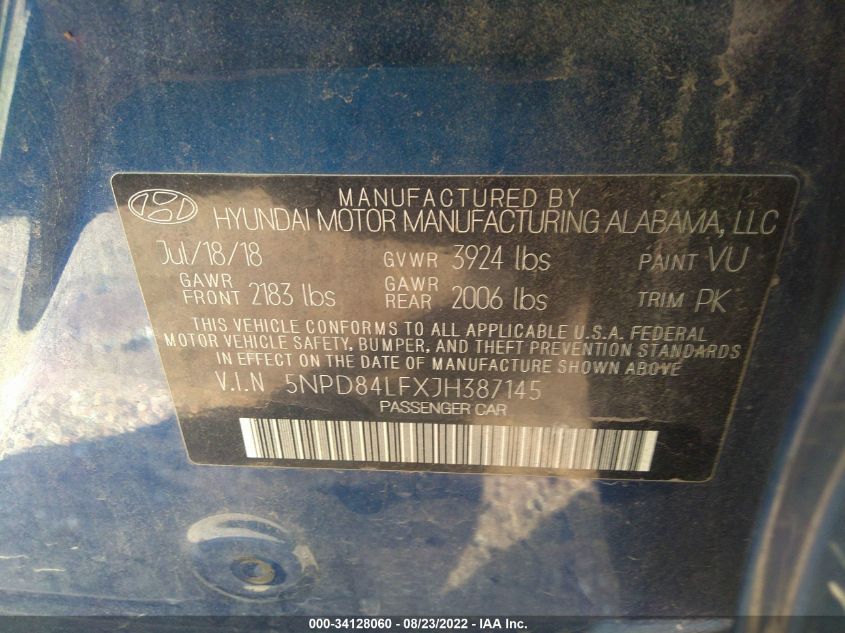 MANUFACTURED BY
HYUNDAI MOTOR MANUFACTURING ALABAMA, LLC
Jul/18/18 GVWR 3924 lbs PAINT VU
GAWR FRONT 2183 lbs GAWR REAR 2006 lbs TRIM PK
THIS VEHICLE CONFORMS TO ALL APPLICABLE U.S.A. FEDERAL
MOTOR VEHICLE SAFETY, BUMPER, AND THEFT PREVENTION STANDARDS
IN EFFECT ON THE DATE OF MANUFACTURE SHOWN ABOVE
V.I.N 5NPD84LFXJH387145
PASSENGER CAR
000-34128060 - 08/23/2022 - IAA Inc.